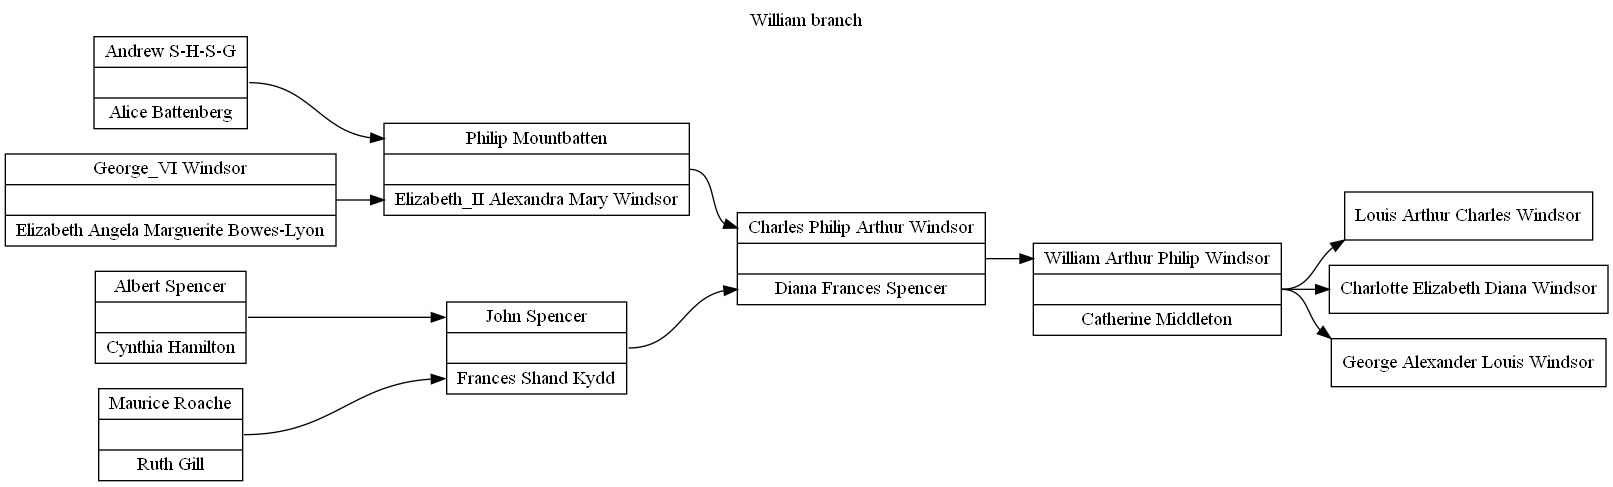 William branch
Andrew S-H-S-G
Alice Battenberg
George_VI Windsor
Elizabeth Angela Marguerite Bowes-Lyon
Albert Spencer
Cynthia Hamilton
Maurice Roache
Ruth Gill
Philip Mountbatten
Elizabeth_II Alexandra Mary Windsor
John Spencer
Frances Shand Kydd
Charles Philip Arthur Windsor
Diana Frances Spencer
William Arthur Philip Windsor
Catherine Middleton
Louis Arthur Charles Windsor
Charlotte Elizabeth Diana Windsor
George Alexander Louis Windsor